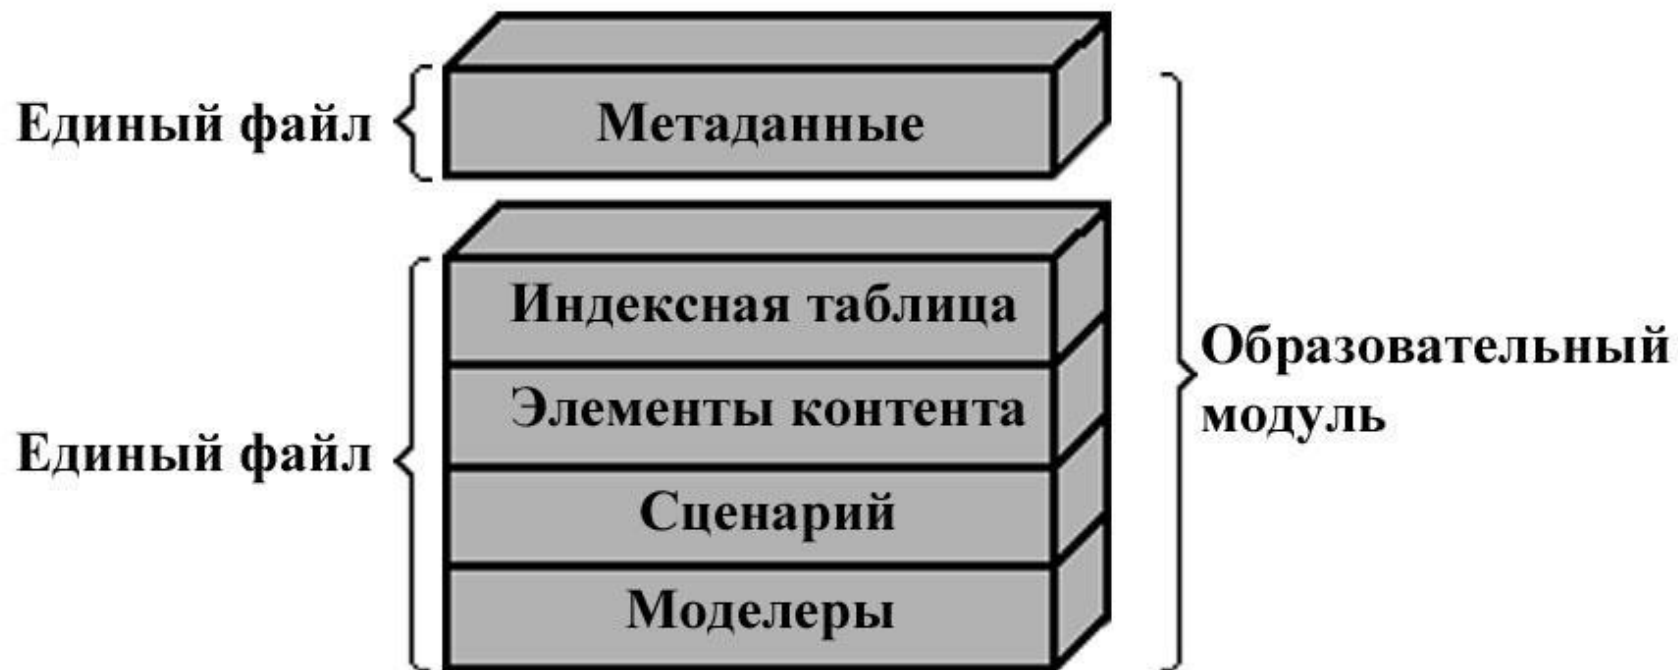 Единый файл
Метаданные
Индексная таблица
Элементы контента
Единый файл
Сценарий
Моделеры
Образовательный
модуль